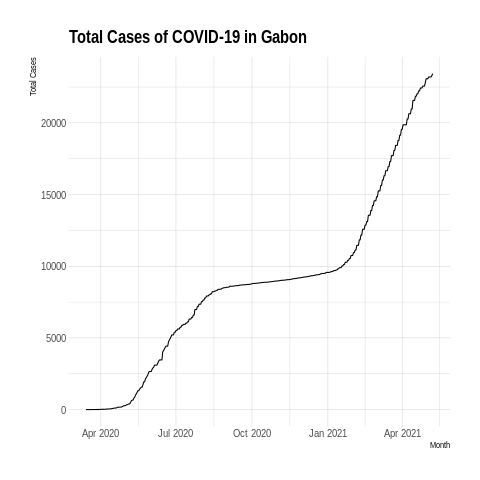 Total Cases of COVID-19 in Gabon
Total Cases
20000
15000
10000
5000
0
Apr 2020 Jul 2020 Oct 2020 Jan 2021 Apr 2021
Month